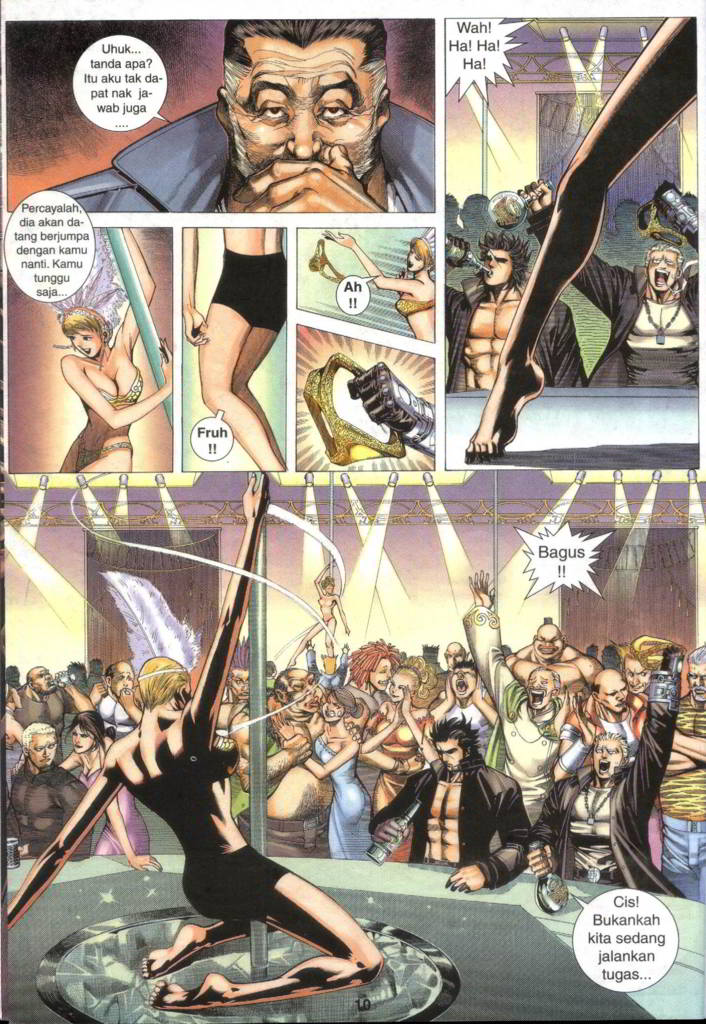 Uhuk...
tanda apa?
Itu aku tak da-
pat nak ja-
wab juga
....
Wah!
Ha! Ha!
Ha!
Percayalah,
dia akan da-
tang berjumpa
dengan kamu
nanti. Kamu
tunggu
saja...
Fruh
!!
Ah
!!
Bagus
!!
Cis!
Bukankah
kita sedang
jalankan
tugas...
10